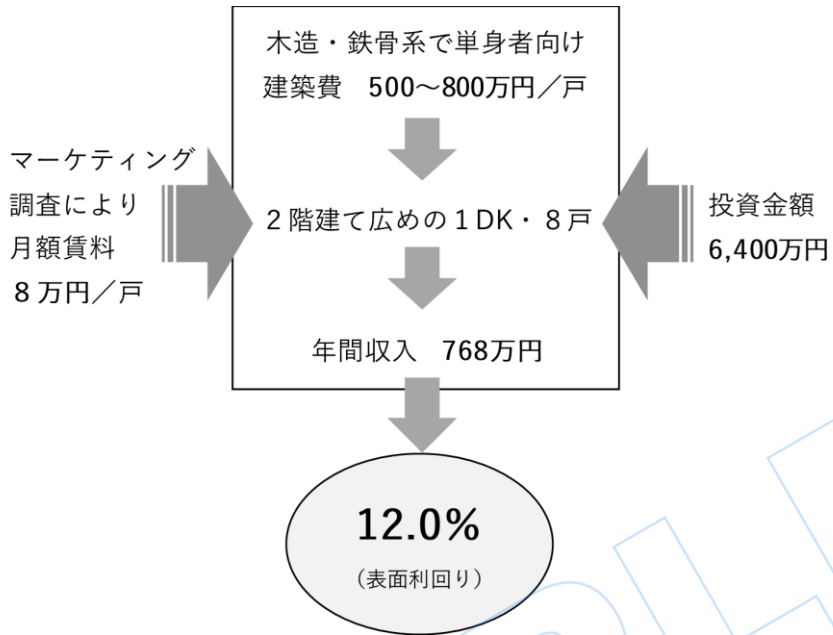 木造・鉄骨系で単身者向け
建築費　500〜800万円／戸
マーケティング
調査により
月額賃料
8万円／戸
2階建て広めの1DK・8戸
投資金額
6,400万円
年間収入　768万円
12.0%
（表面利回り）